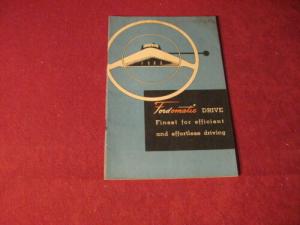 Fordomatic DRIVE
Finest for efficient
and effortless driving